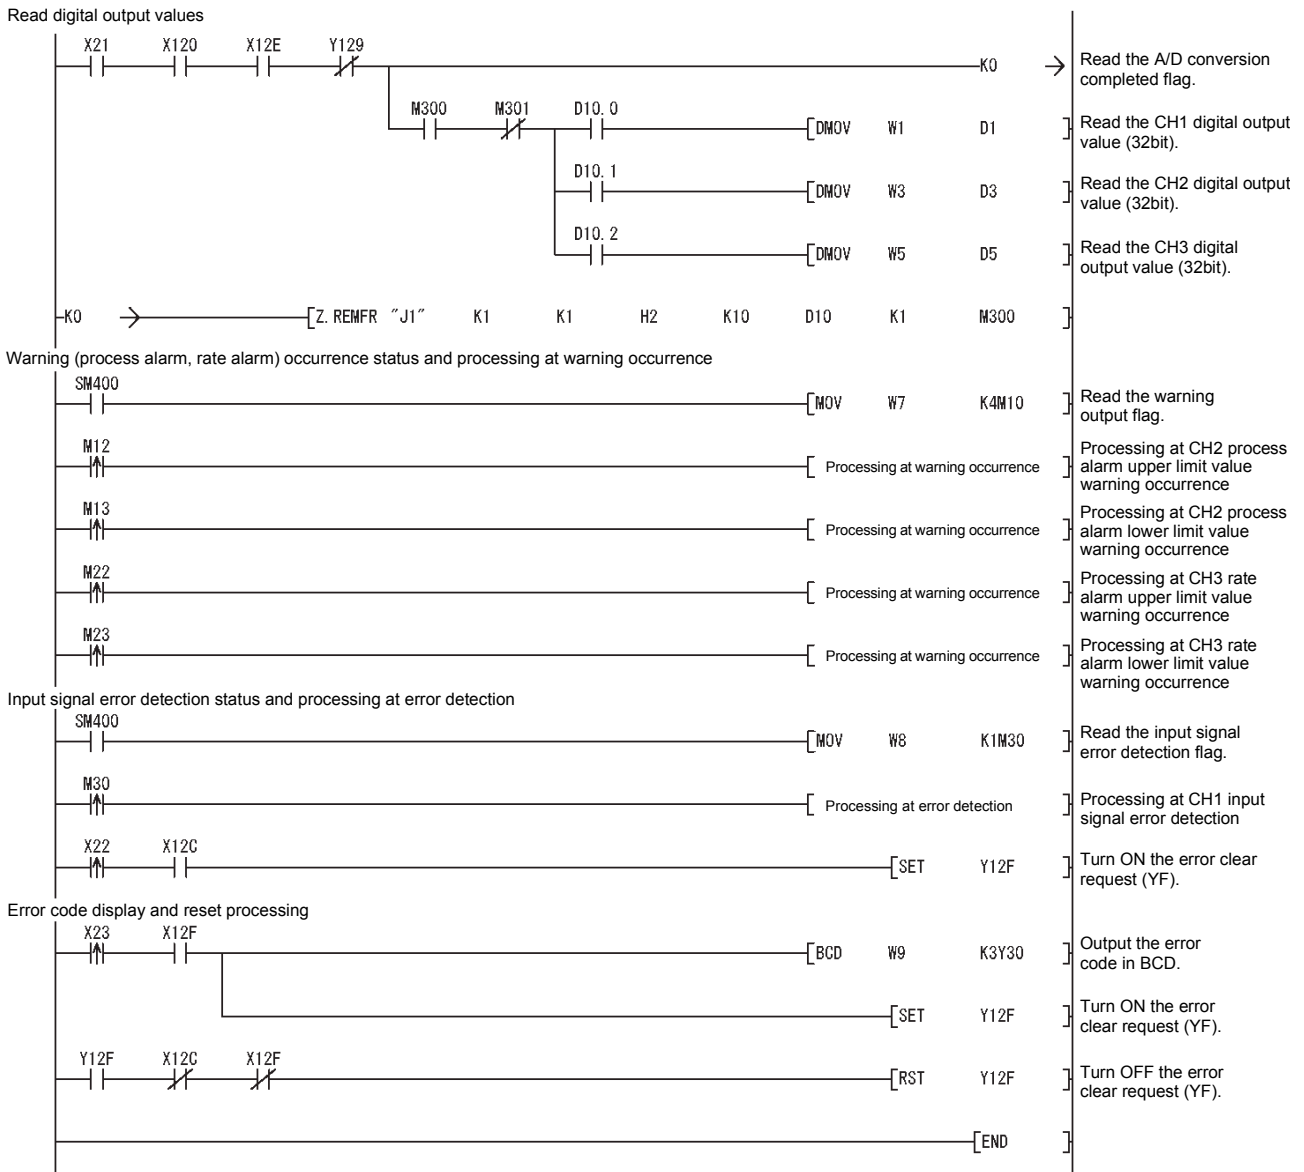 Read digital output values
X21 X120 X12E Y129
K0 Read the A/D conversion
completed flag.
M300 M301 D10.0
DMOV W1 D1 Read the CH1 digital output
value (32bit).
D10.1
DMOV W3 D3 Read the CH2 digital output
value (32bit).
D10.2
DMOV W5 D5 Read the CH3 digital
output value (32bit).
K0 Z.REMFR "J1" K1 K1 H2 K10 D10 K1 M300
Warning (process alarm, rate alarm) occurrence status and processing at warning occurrence
SM400
MOV W7 K4M10 Read the warning
output flag.
M12
Processing at warning occurrence Processing at CH2 process
alarm upper limit value
warning occurrence
M13
Processing at warning occurrence Processing at CH2 process
alarm lower limit value
warning occurrence
M22
Processing at warning occurrence Processing at CH3 rate
alarm upper limit value
warning occurrence
M23
Processing at warning occurrence Processing at CH3 rate
alarm lower limit value
warning occurrence
Input signal error detection status and processing at error detection
SM400
MOV W8 K1M30 Read the input signal
error detection flag.
M30
Processing at error detection Processing at CH1 input
signal error detection
X22 X12C
SET Y12F Turn ON the error clear
request (YF).
Error code display and reset processing
X23 X12F
BCD W9 K3Y30 Output the error
code in BCD.
SET Y12F Turn ON the error
clear request (YF).
Y12F X12C X12F
RST Y12F Turn OFF the error
clear request (YF).
END